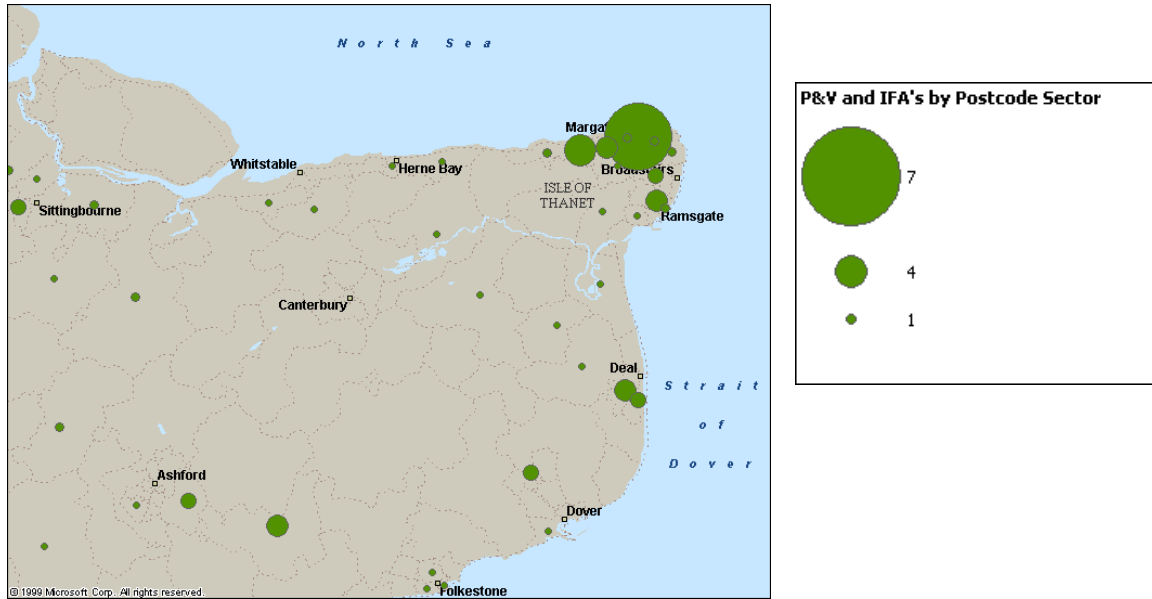 North Sea
Margat
Whitstable
Herne Bay
Broadstairs
ISLE OF
THANET
Sittingbourne
Ramsgate
Canterbury
Deal
Strait
of
Dover
Ashford
Dover
Folkestone
© 1999 Microsoft Corp. All rights reserved.
P&V and IFA's by Postcode Sector
7
4
1